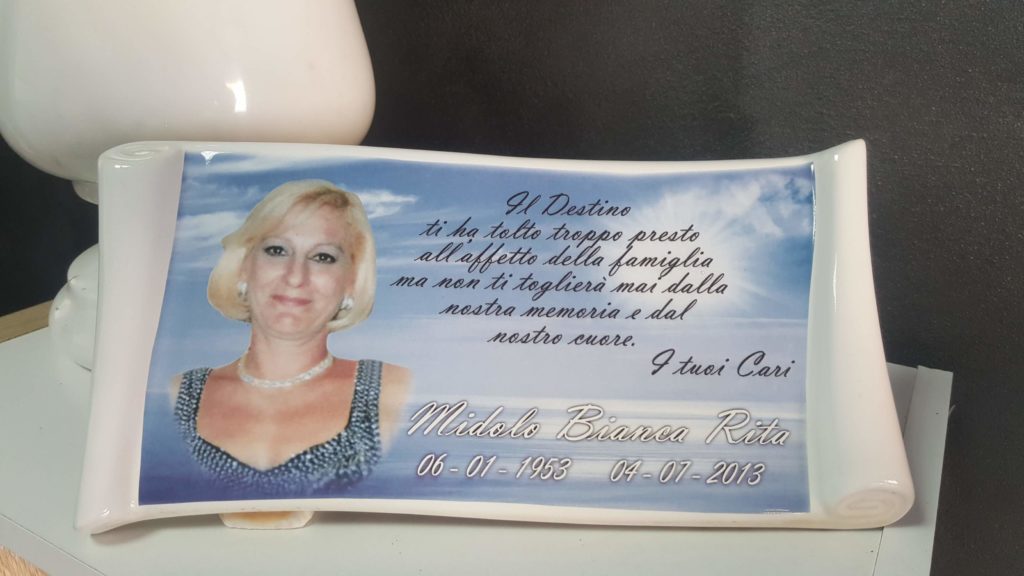 Il Destino
ti ha tolto troppo presto
all'affetto della famiglia
ma non ti toglierà mai dalla
nostra memoria e dal
nostro cuore.
I tuoi Cari
Midolo Bianca Rita
06 - 01 - 1953 04 - 07 - 2013